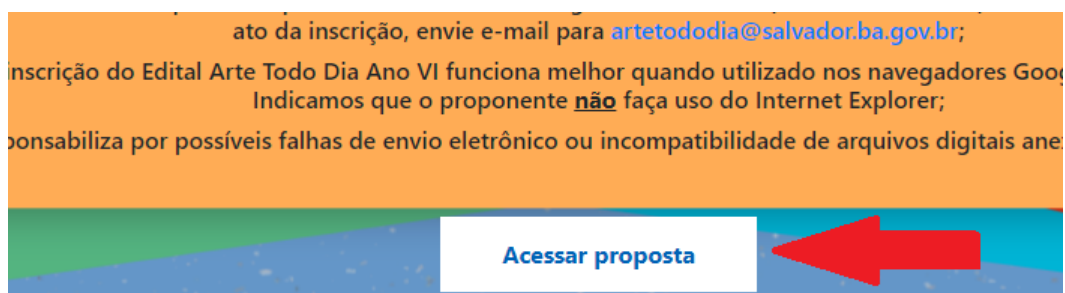 ato da inscrição, envie e-mail para artetododia@salvador.ba.gov.br;
inscrição do Edital Arte Todo Dia Ano VI funciona melhor quando utilizado nos navegadores
Indicamos que o proponente não faça uso do Internet Explorer;
por possíveis falhas de envio eletrônico ou incompatibilidade de arquivos digitais
Acessar proposta